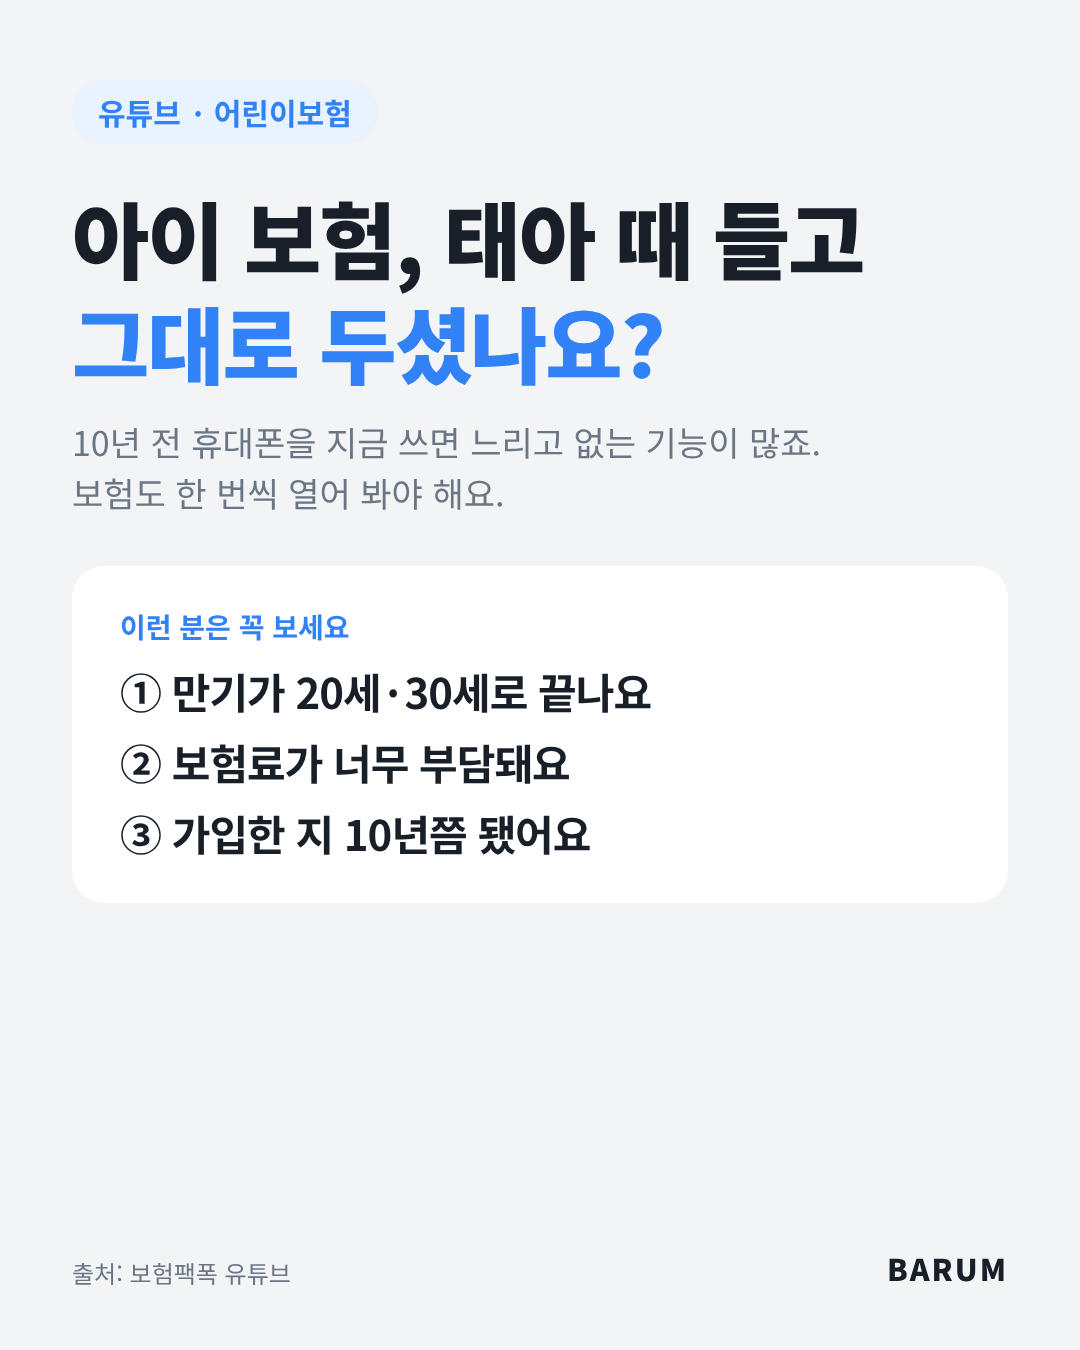 유튜브 · 어린이보험
아이 보험, 태아 때 들고
그대로 두셨나요?
10년 전 휴대폰을 지금 쓰면 느리고 없는 기능이 많죠.
보험도 한 번씩 열어 봐야 해요.
이런 분은 꼭 보세요
① 만기가 20세·30세로 끝나요
② 보험료가 너무 부담돼요
③ 가입한 지 10년쯤 됐어요
출처: 보험팩폭 유튜브
BARUM